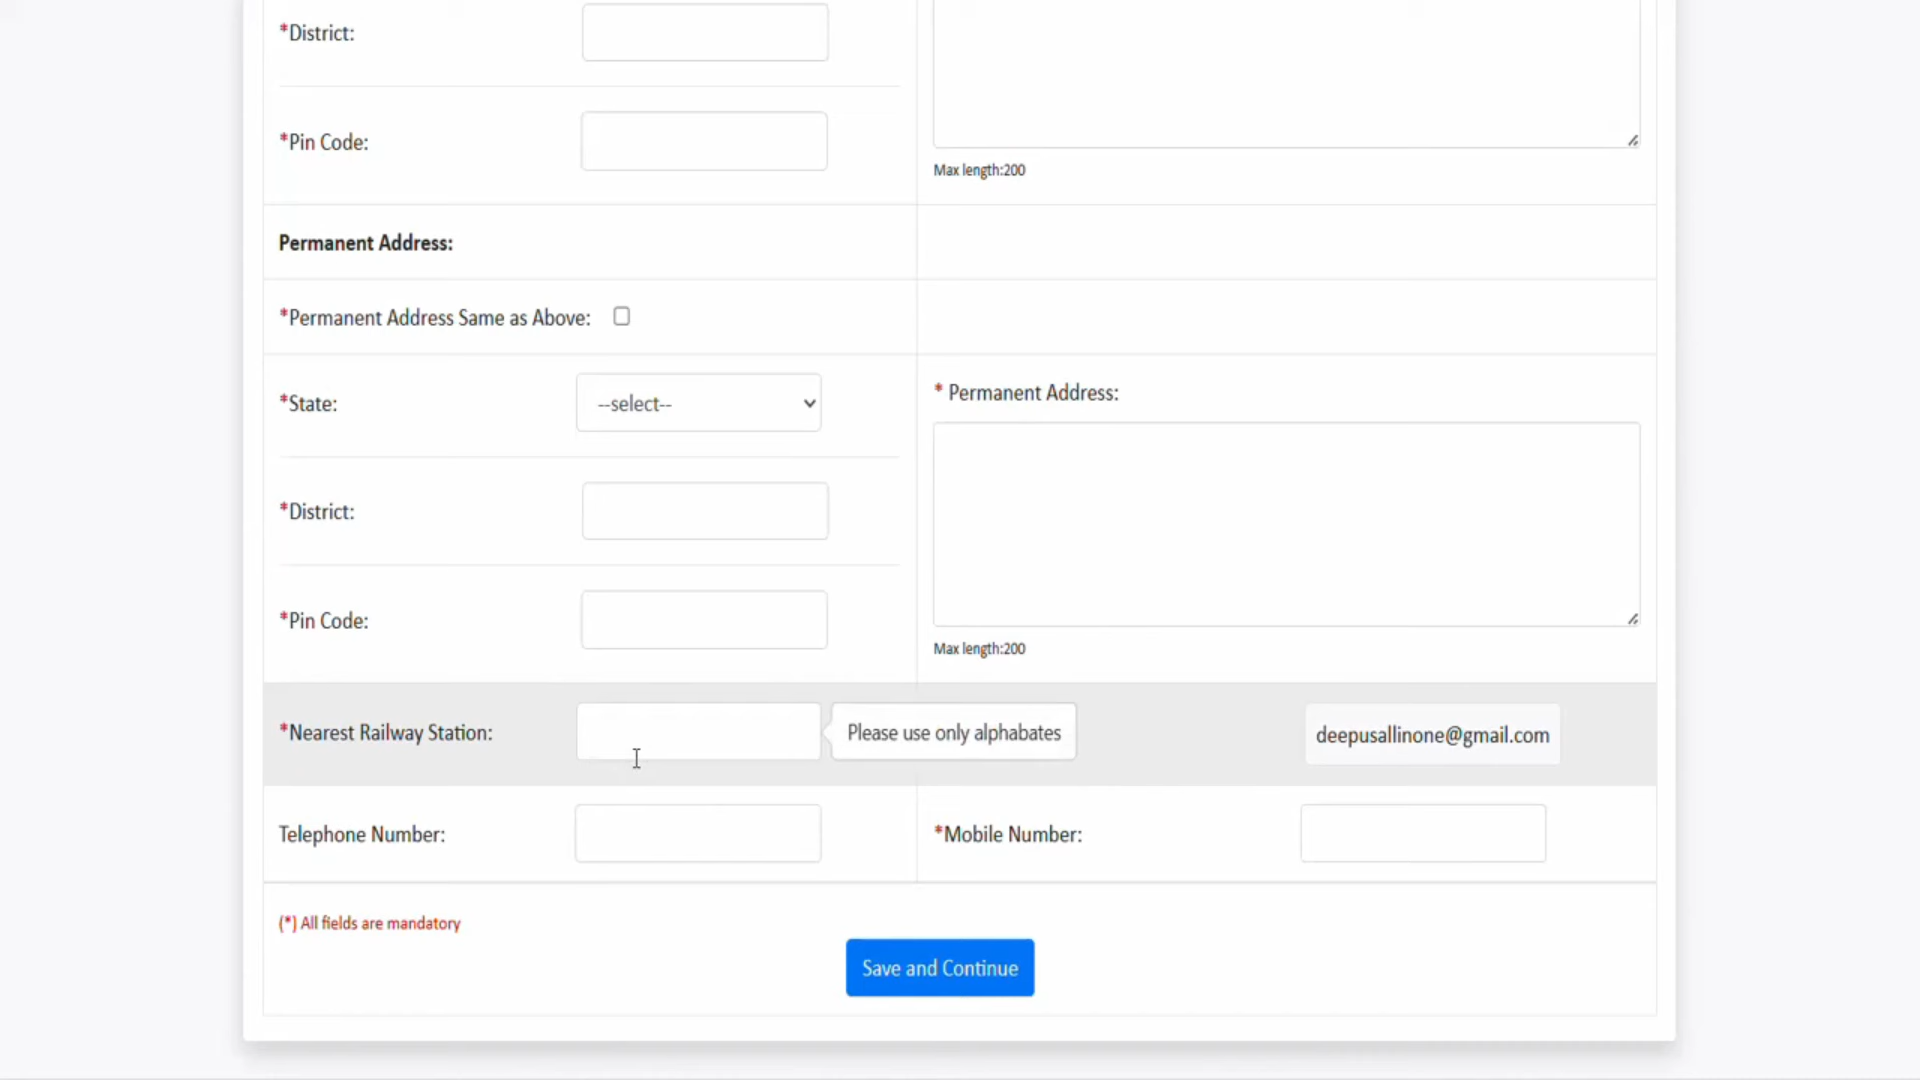 *District:
*Pin Code:
Max length:200
Permanent Address:
*Permanent Address Same as Above:
*State:
--select--
* Permanent Address:
*District:
*Pin Code:
Max length:200
*Nearest Railway Station:
Please use only alphabates
deepusallinone@gmail.com
Telephone Number:
*Mobile Number:
(*) All fields are mandatory
Save and Continue